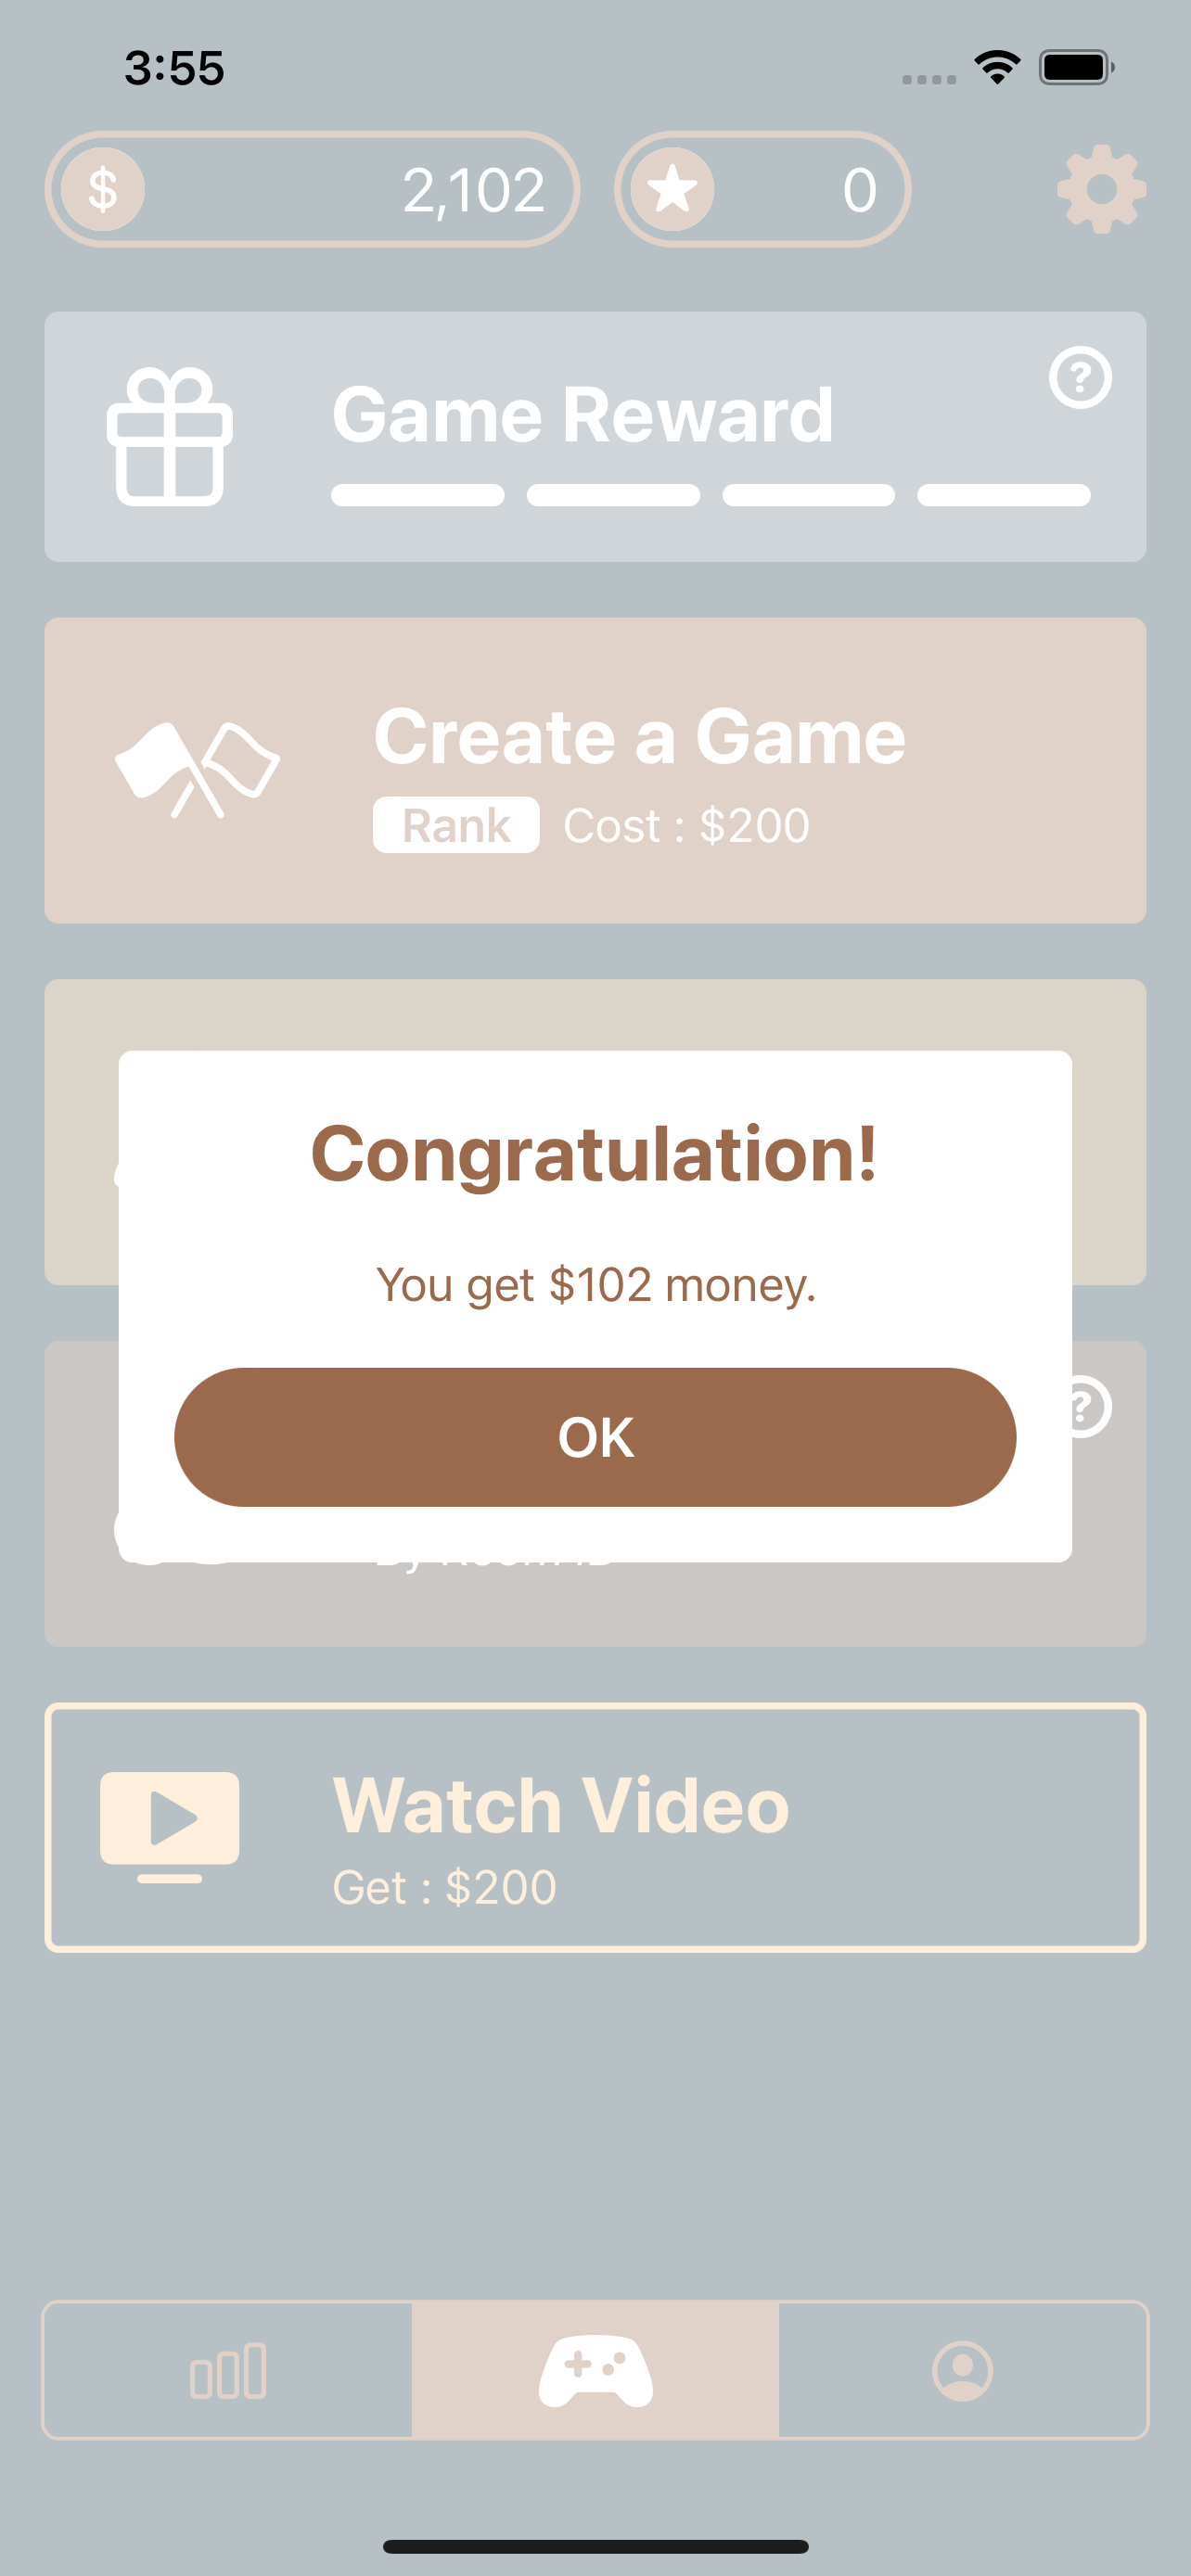 3:55
$ 2,102 0
Game Reward
?
Create a Game
Rank Cost : $200
Congratulation!
You get $102 money.
?
OK
Watch Video
Get : $200